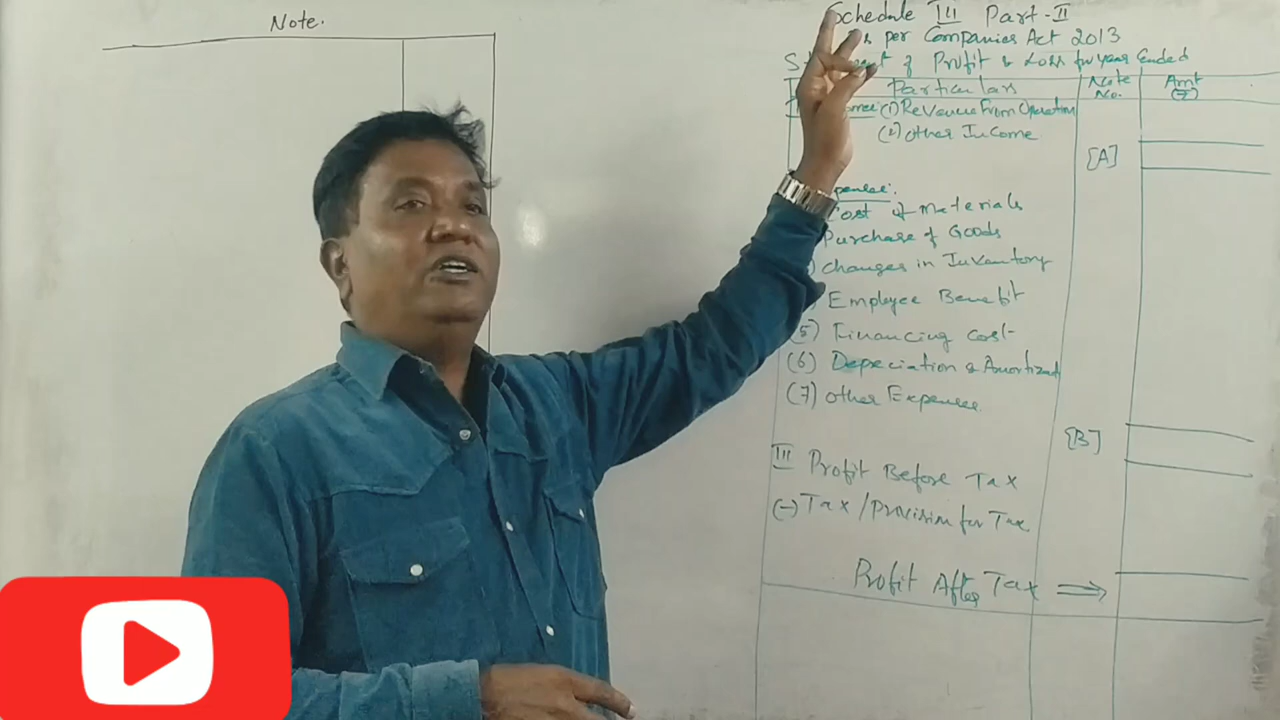 Note.
Schedule III Part-II
per Companies Act 2013
of Profit & Loss for year Ended
Particulars
Note No.
Amt (₹)
(1) Revenue From Operation
(2) Other Income
[A]
Cost of Materials
Purchase of Goods
changes in Inventory
Employee Benefit
(5) Financing Cost
(6) Depreciation & Amortized
(7) other Expenses
[B]
III Profit Before Tax
(-) Tax / Provision for Tax
Profit After Tax ⇒